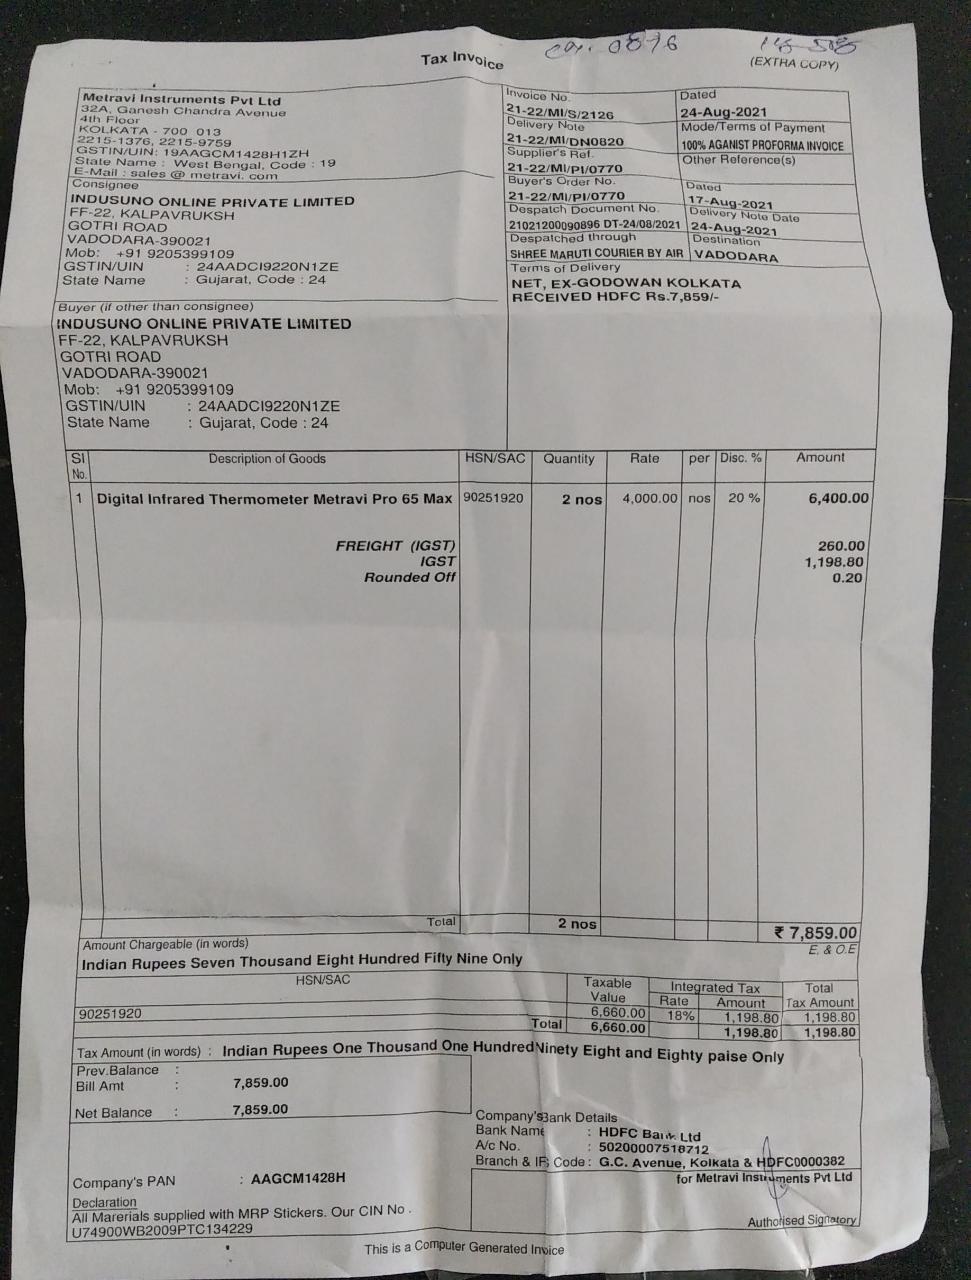 Tax Invoice
(EXTRA COPY)
Metravi Instruments Pvt Ltd
32A, Ganesh Chandra Avenue
4th Floor
KOLKATA - 700 013
2215-1376, 2215-9759
GSTIN/UIN: 19AAGCM1428H1ZH
State Name : West Bengal, Code : 19
E-Mail : sales @ metravi. com
Consignee
INDUSUNO ONLINE PRIVATE LIMITED
FF-22, KALPAVRUKSH
GOTRI ROAD
VADODARA-390021
Mob: +91 9205399109
GSTIN/UIN : 24AADCI9220N1ZE
State Name : Gujarat, Code : 24
Buyer (if other than consignee)
INDUSUNO ONLINE PRIVATE LIMITED
FF-22, KALPAVRUKSH
GOTRI ROAD
VADODARA-390021
Mob: +91 9205399109
GSTIN/UIN : 24AADCI9220N1ZE
State Name : Gujarat, Code : 24
Invoice No. Dated
21-22/MI/S/2126 24-Aug-2021
Delivery Note Mode/Terms of Payment
21-22/MI/DN0820 100% AGANIST PROFORMA INVOICE
Supplier's Ref. Other Reference(s)
21-22/MI/PI/0770
Buyer's Order No. Dated
21-22/MI/PI/0770 17-Aug-2021
Despatch Document No. Delivery Note Date
21021200090896 DT-24/08/2021 24-Aug-2021
Despatched through Destination
SHREE MARUTI COURIER BY AIR VADODARA
Terms of Delivery
NET, EX-GODOWAN KOLKATA
RECEIVED HDFC Rs.7,859/-
Sl No. Description of Goods HSN/SAC Quantity Rate per Disc. % Amount
1 Digital Infrared Thermometer Metravi Pro 65 Max 90251920 2 nos 4,000.00 nos 20 % 6,400.00
FREIGHT (IGST) 260.00
IGST 1,198.80
Rounded Off 0.20
Total 2 nos ₹ 7,859.00
Amount Chargeable (in words) E. & O.E
Indian Rupees Seven Thousand Eight Hundred Fifty Nine Only
HSN/SAC Taxable Value Integrated Tax Total Tax Amount
Rate Amount
90251920 6,660.00 18% 1,198.80 1,198.80
Total 6,660.00 1,198.80 1,198.80
Tax Amount (in words) : Indian Rupees One Thousand One Hundred Ninety Eight and Eighty paise Only
Prev.Balance :
Bill Amt : 7,859.00
Net Balance : 7,859.00
Company's Bank Details
Bank Name : HDFC Bank Ltd
A/c No. : 50200007518712
Branch & IFS Code : G.C. Avenue, Kolkata & HDFC0000382
Company's PAN : AAGCM1428H
for Metravi Instruments Pvt Ltd
Declaration
All Marerials supplied with MRP Stickers. Our CIN No .
U74900WB2009PTC134229
Authorised Signatory
This is a Computer Generated Invoice